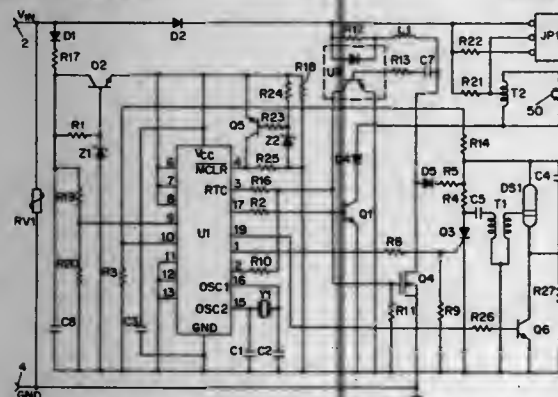 VIN
D1
D2
2
R17
R12
L1
R13
C7
JP1
R22
R21
T2
50
Q2
R18
R24
Q5
R23
Z2
R1
Z1
R25
VCC
MCLR
RTC
U1
OSC1
OSC2
GND
6
7
8
9
10
11
12
13
4
3
17
19
1
2
16
15
R16
R2
R10
Y1
C1
C2
R19
R20
RV1
C8
R3
C3
D4
Q1
D5
R5
R4
R14
C5
T1
DS1
C4
Q3
R8
Q4
R11
R9
R26
Q6
R27
4
GND